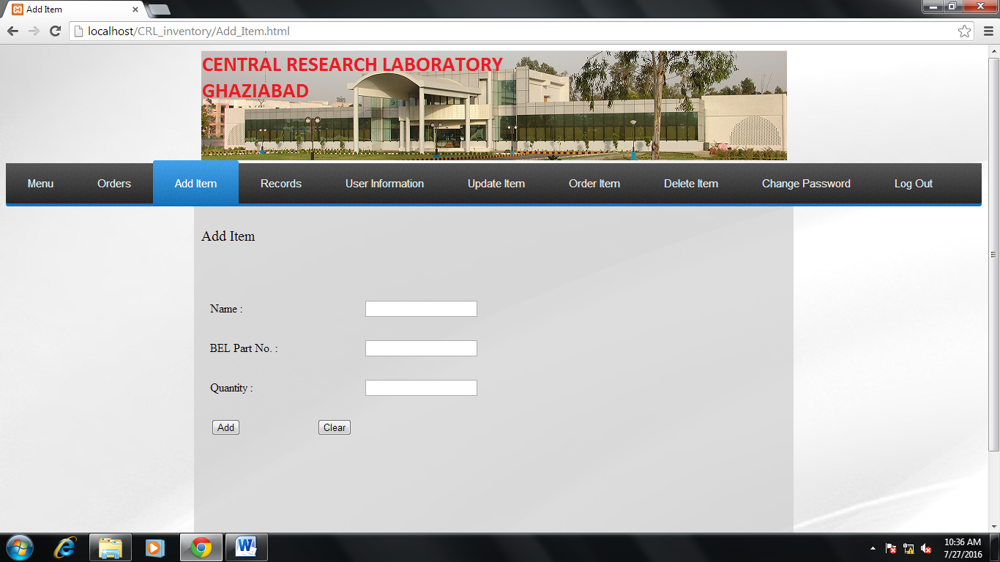 Add Item
localhost/CRL_inventory/Add_Item.html
CENTRAL RESEARCH LABORATORY
GHAZIABAD
Menu Orders Add Item Records User Information Update Item Order Item Delete Item Change Password Log Out
Add Item
Name :
BEL Part No. :
Quantity :
Add Clear
10:36 AM
7/27/2016